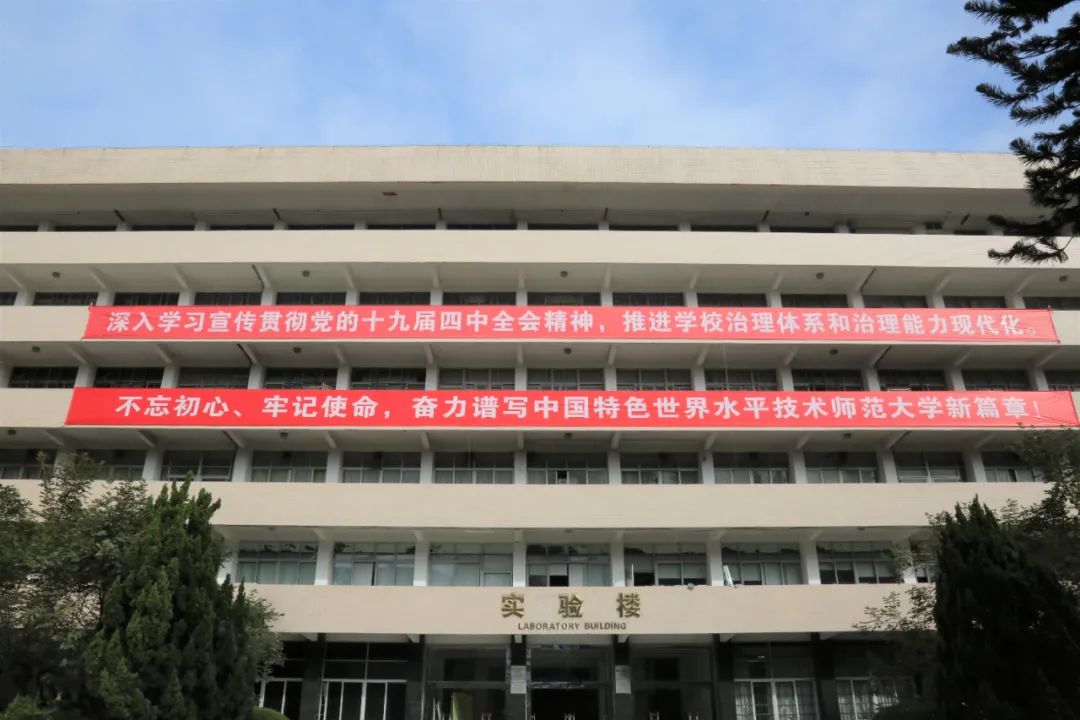 深入学习宣传贯彻党的十九届四中全会精神，推进学校治理体系和治理能力现代化。
不忘初心、牢记使命，奋力谱写中国特色世界水平技术师范大学新篇章！
实验楼
LABORATORY BUILDING